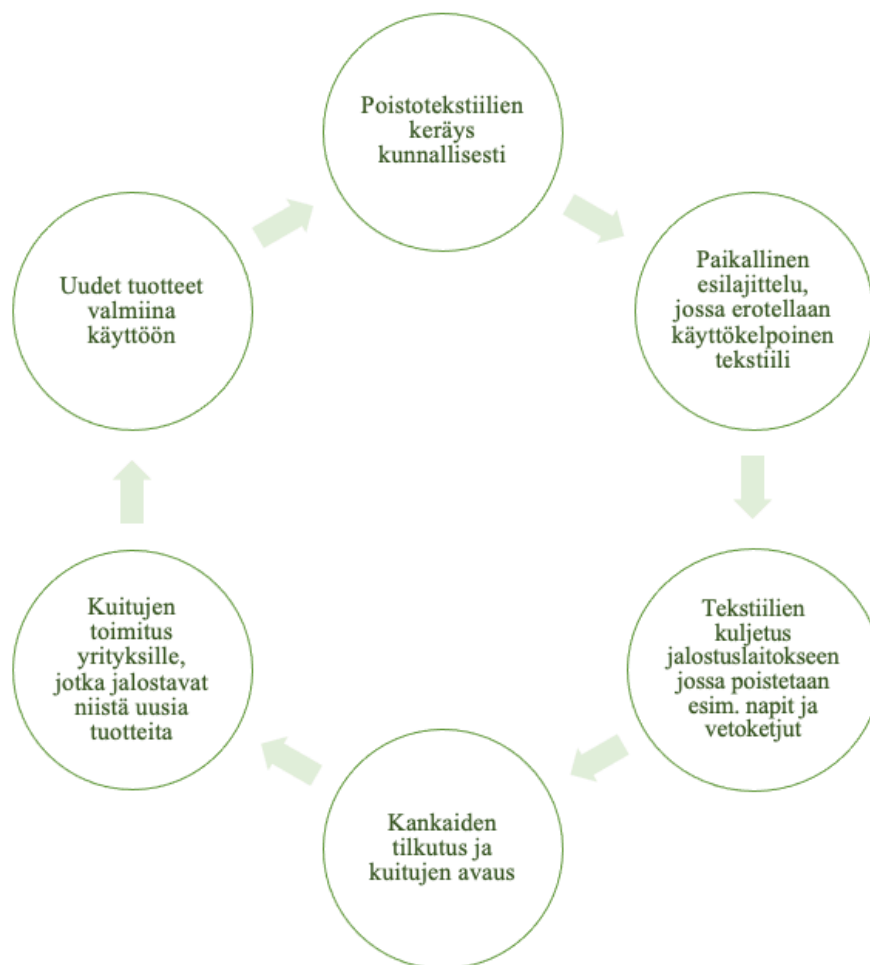 Poistotekstiilien
keräys
kunnallisesti
Paikallinen
esilajittelu,
jossa erotellaan
käyttökelpoinen
tekstiili
Tekstiilien
kuljetus
jalostuslaitokseen
jossa poistetaan
esim. napit ja
vetoketjut
Kankaiden
tilkutus ja
kuitujen avaus
Kuitujen
toimitus
yrityksille,
jotka jalostavat
niistä uusia
tuotteita
Uudet tuotteet
valmiina
käyttöön